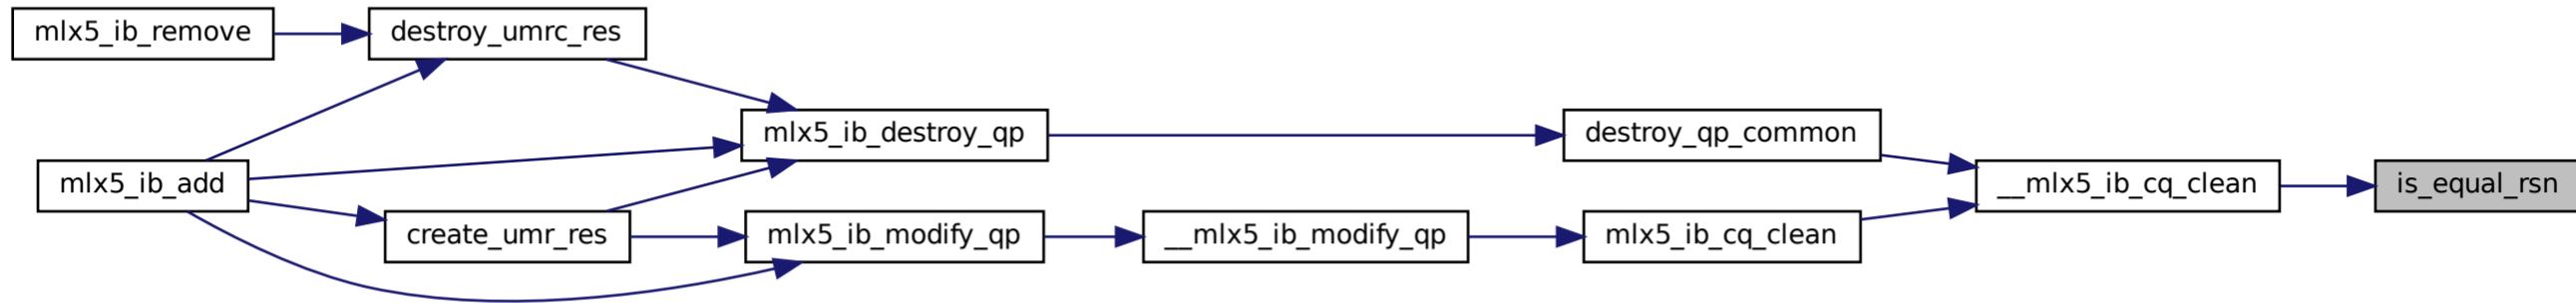 mlx5_ib_remove
destroy_umrc_res
mlx5_ib_destroy_qp
destroy_qp_common
mlx5_ib_add
__mlx5_ib_cq_clean
is_equal_rsn
create_umr_res
mlx5_ib_modify_qp
__mlx5_ib_modify_qp
mlx5_ib_cq_clean